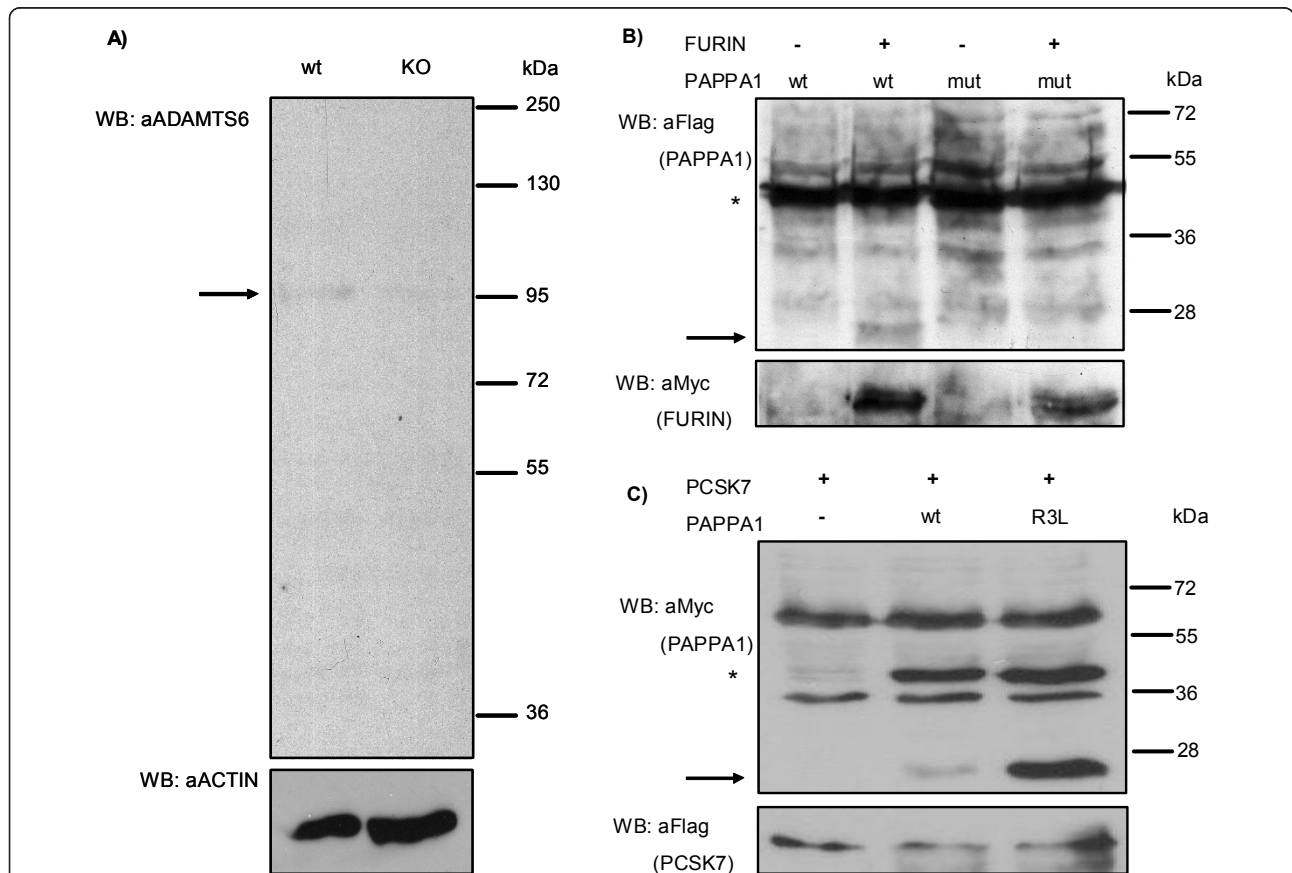 A)
wt KO kDa
WB: aADAMTS6
250
130
95
72
55
36
WB: aACTIN
B)
FURIN - + - +
PAPPA1 wt wt mut mut kDa
WB: aFlag
(PAPPA1)
*
72
55
36
28
WB: aMyc
(FURIN)
C)
PCSK7 + + +
PAPPA1 - wt R3L kDa
WB: aMyc
(PAPPA1)
*
72
55
36
28
WB: aFlag
(PCSK7)